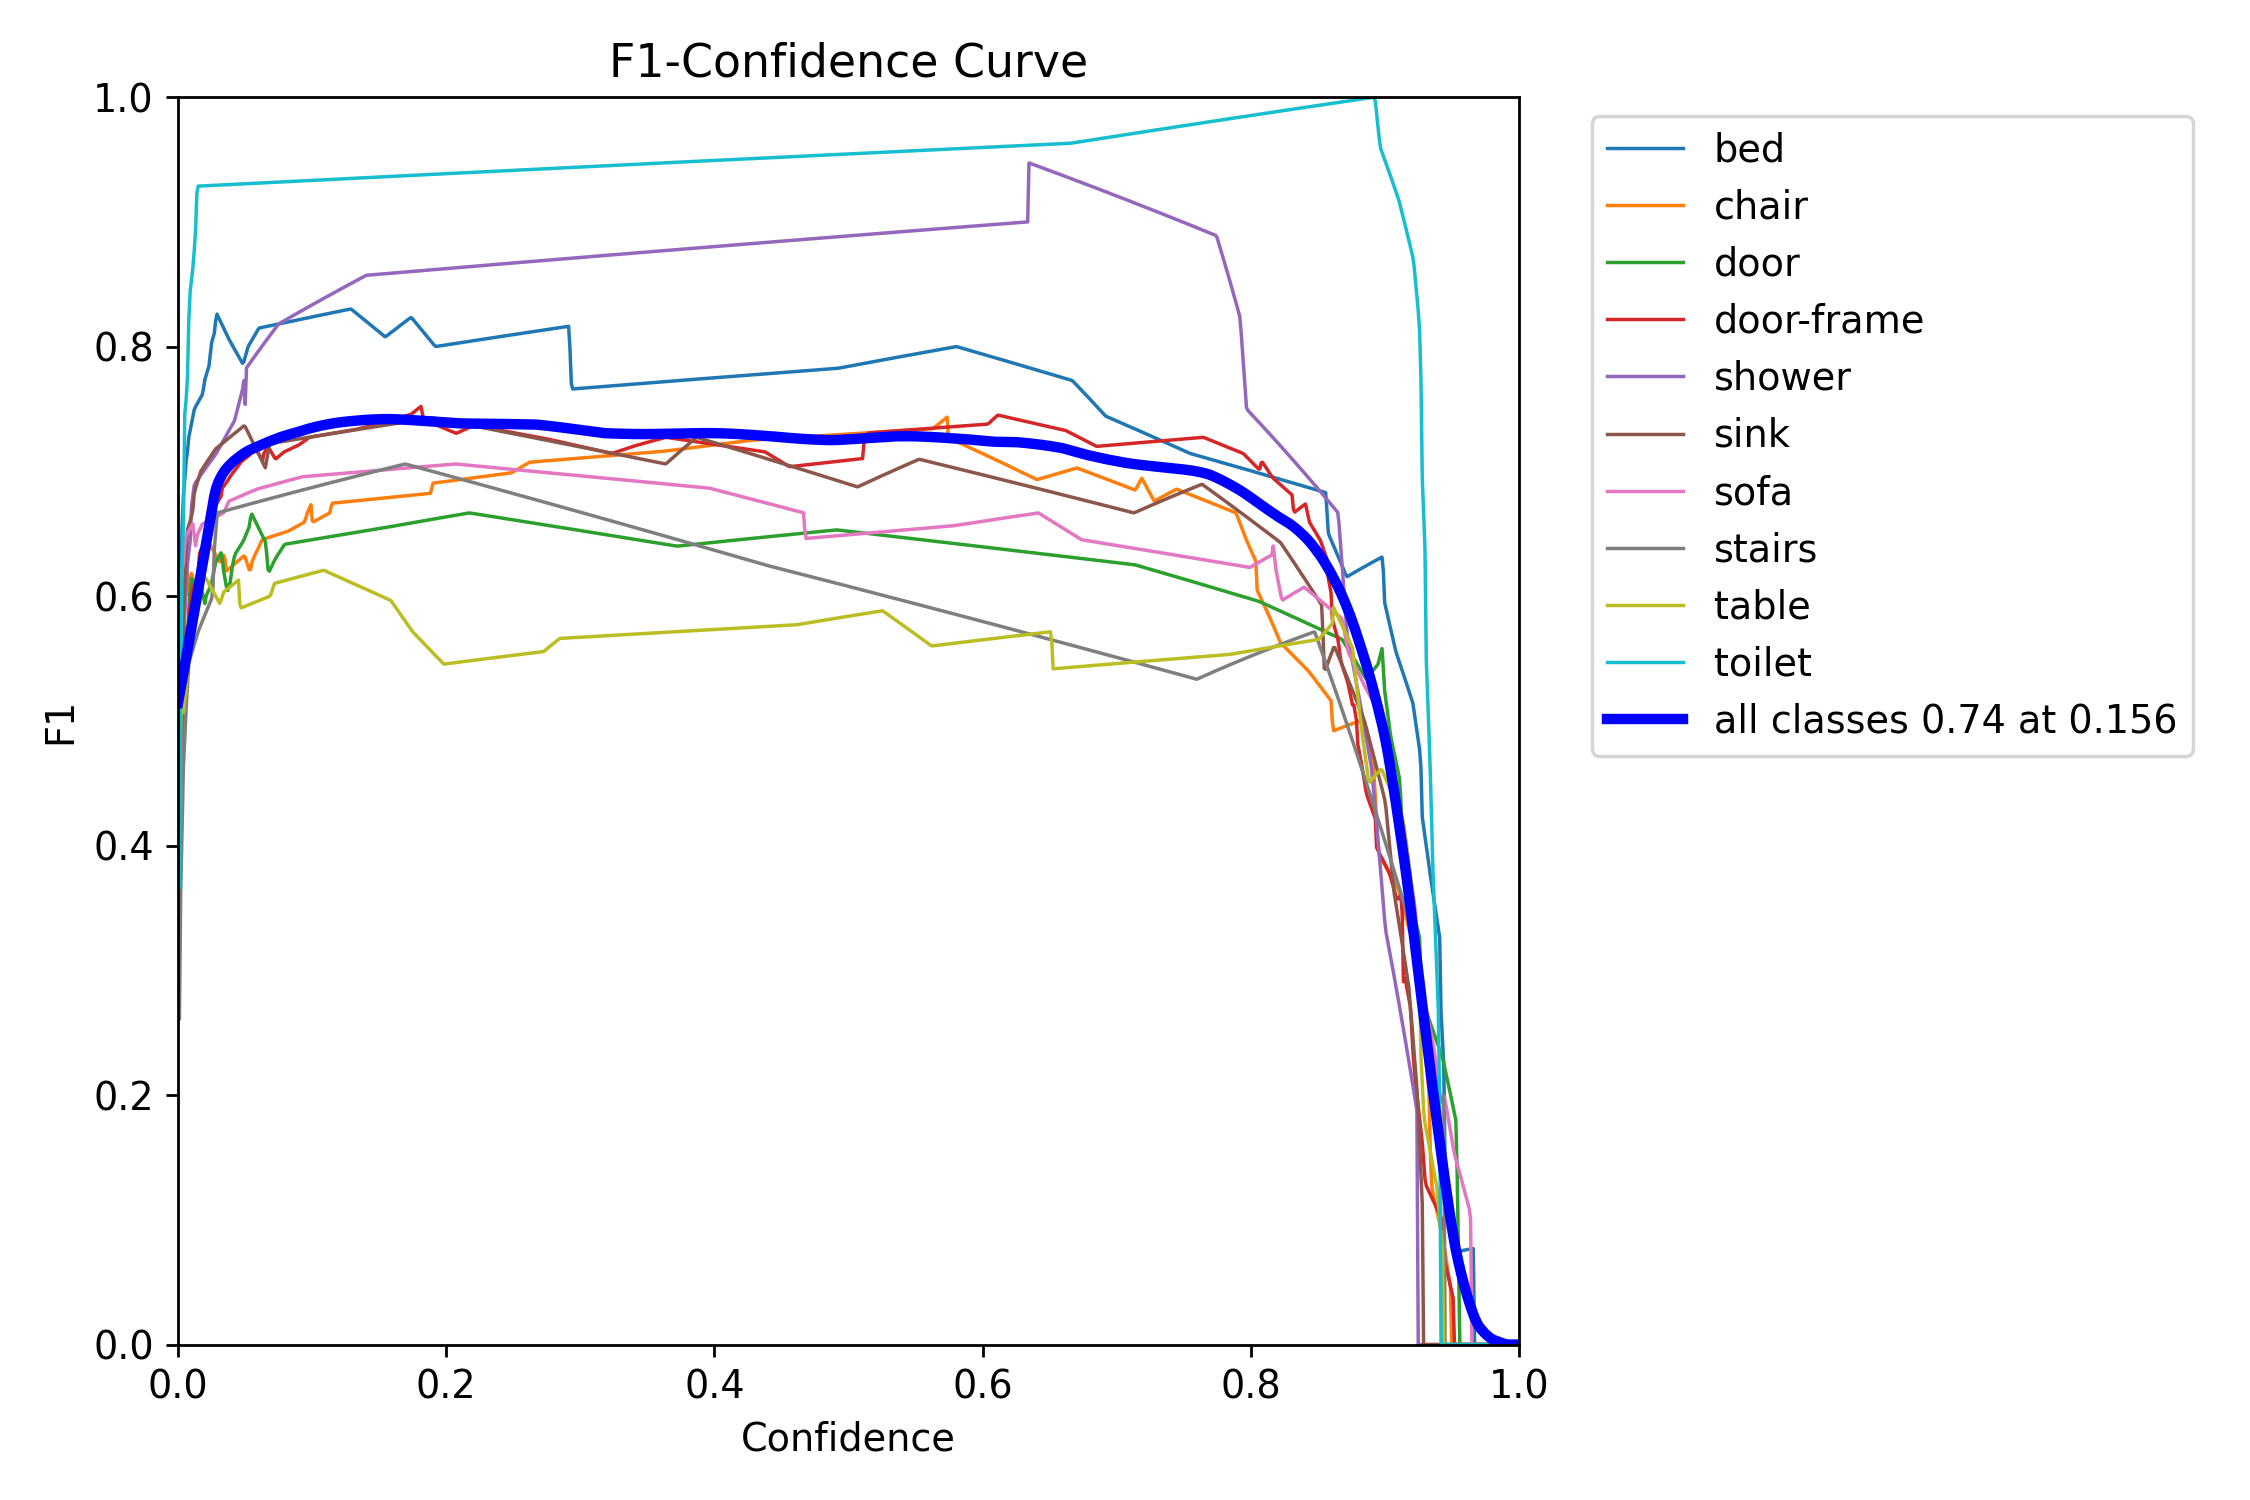 F1-Confidence Curve
1.0
0.8
0.6
0.4
0.2
0.0
F1
0.0 0.2 0.4 0.6 0.8 1.0
Confidence
bed
chair
door
door-frame
shower
sink
sofa
stairs
table
toilet
all classes 0.74 at 0.156